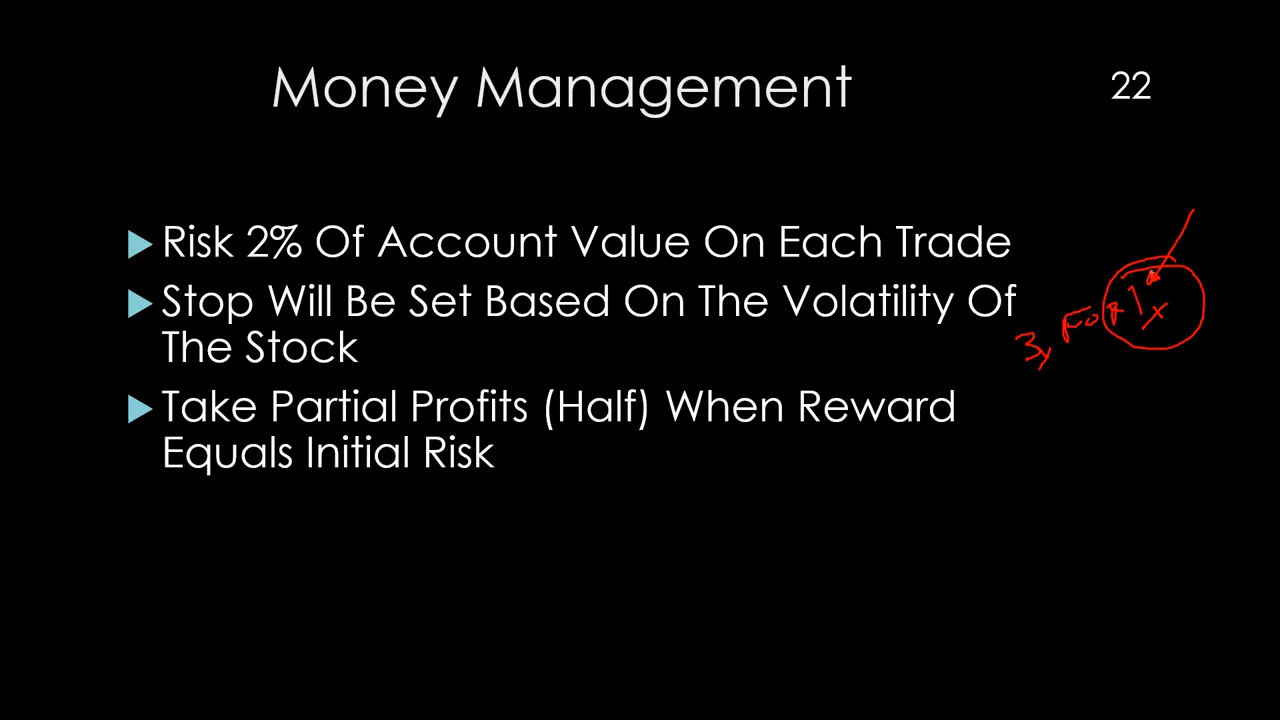 Money Management
22
Risk 2% Of Account Value On Each Trade
Stop Will Be Set Based On The Volatility Of
The Stock
Take Partial Profits (Half) When Reward
Equals Initial Risk